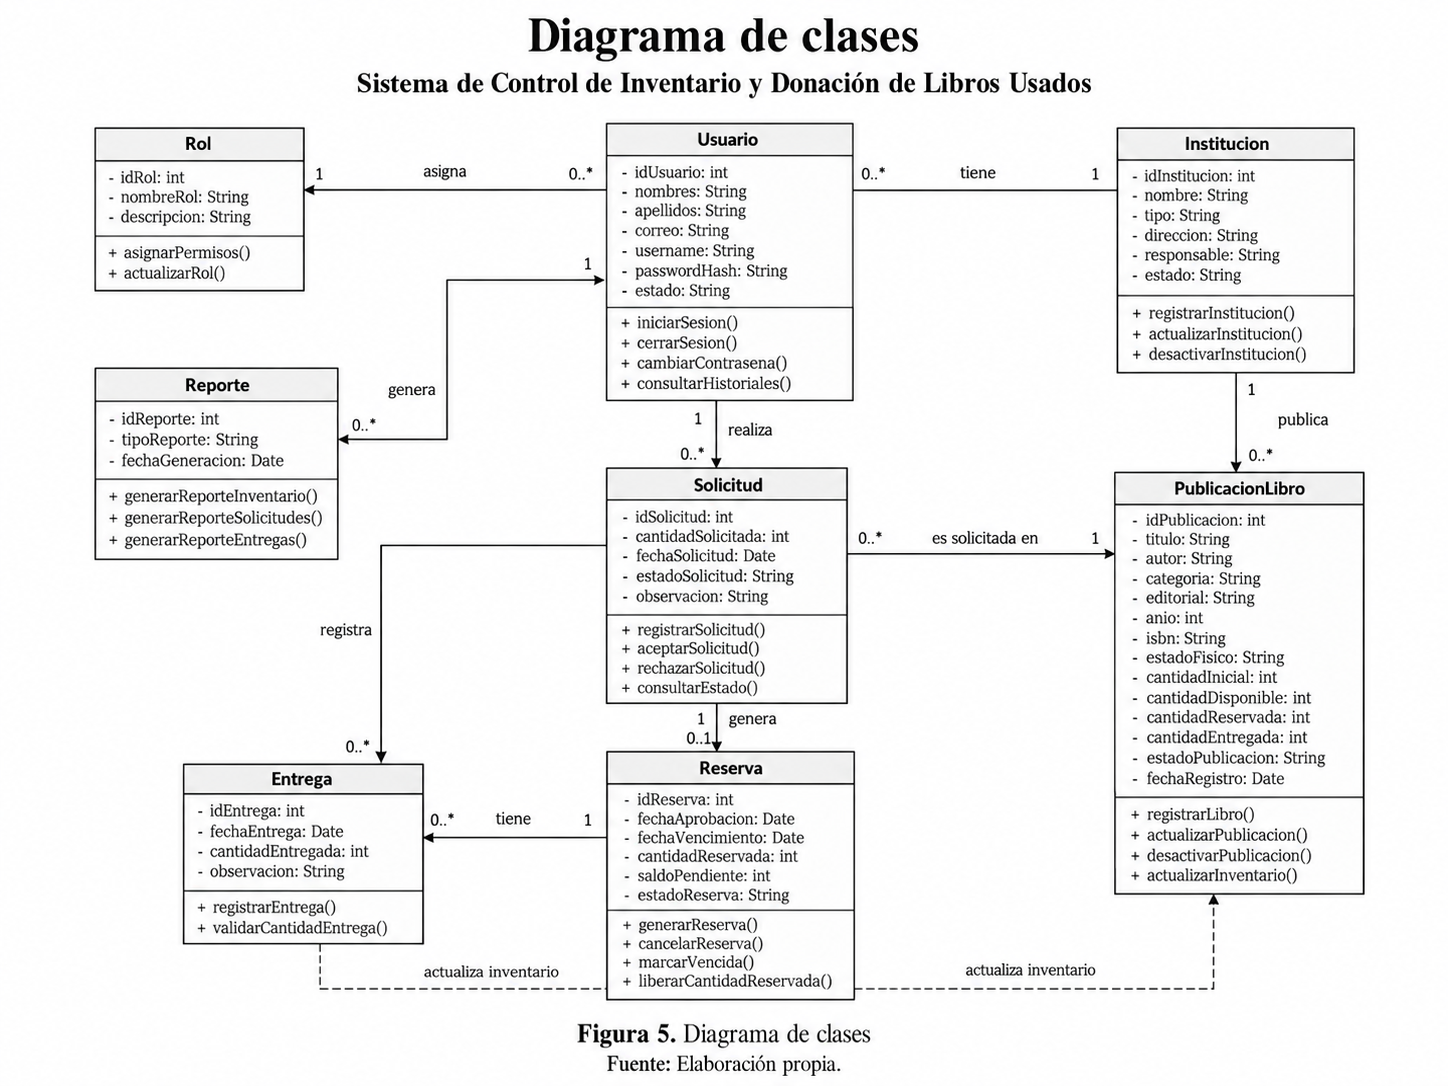 Diagrama de clases
Sistema de Control de Inventario y Donación de Libros Usados
Rol
- idRol: int
- nombreRol: String
- descripcion: String
+ asignarPermisos()
+ actualizarRol()
1 asigna 0..*
Usuario
- idUsuario: int
- nombres: String
- apellidos: String
- correo: String
- username: String
- passwordHash: String
- estado: String
+ iniciarSesion()
+ cerrarSesion()
+ cambiarContrasena()
+ consultarHistoriales()
0..* tiene 1
Institucion
- idInstitucion: int
- nombre: String
- tipo: String
- direccion: String
- responsable: String
- estado: String
+ registrarInstitucion()
+ actualizarInstitucion()
+ desactivarInstitucion()
1
genera
0..*
Reporte
- idReporte: int
- tipoReporte: String
- fechaGeneracion: Date
+ generarReporteInventario()
+ generarReporteSolicitudes()
+ generarReporteEntregas()
1
realiza
0..*
1
publica
0..*
Solicitud
- idSolicitud: int
- cantidadSolicitada: int
- fechaSolicitud: Date
- estadoSolicitud: String
- observacion: String
+ registrarSolicitud()
+ aceptarSolicitud()
+ rechazarSolicitud()
+ consultarEstado()
0..* es solicitada en 1
PublicacionLibro
- idPublicacion: int
- titulo: String
- autor: String
- categoria: String
- editorial: String
- anio: int
- isbn: String
- estadoFisico: String
- cantidadInicial: int
- cantidadDisponible: int
- cantidadReservada: int
- cantidadEntregada: int
- estadoPublicacion: String
- fechaRegistro: Date
+ registrarLibro()
+ actualizarPublicacion()
+ desactivarPublicacion()
+ actualizarInventario()
registra
0..*
1 genera
0..1
Entrega
- idEntrega: int
- fechaEntrega: Date
- cantidadEntregada: int
- observacion: String
+ registrarEntrega()
+ validarCantidadEntrega()
0..* tiene 1
Reserva
- idReserva: int
- fechaAprobacion: Date
- fechaVencimiento: Date
- cantidadReservada: int
- saldoPendiente: int
- estadoReserva: String
+ generarReserva()
+ cancelarReserva()
+ marcarVencida()
+ liberarCantidadReservada()
actualiza inventario
actualiza inventario
Figura 5. Diagrama de clases
Fuente: Elaboración propia.